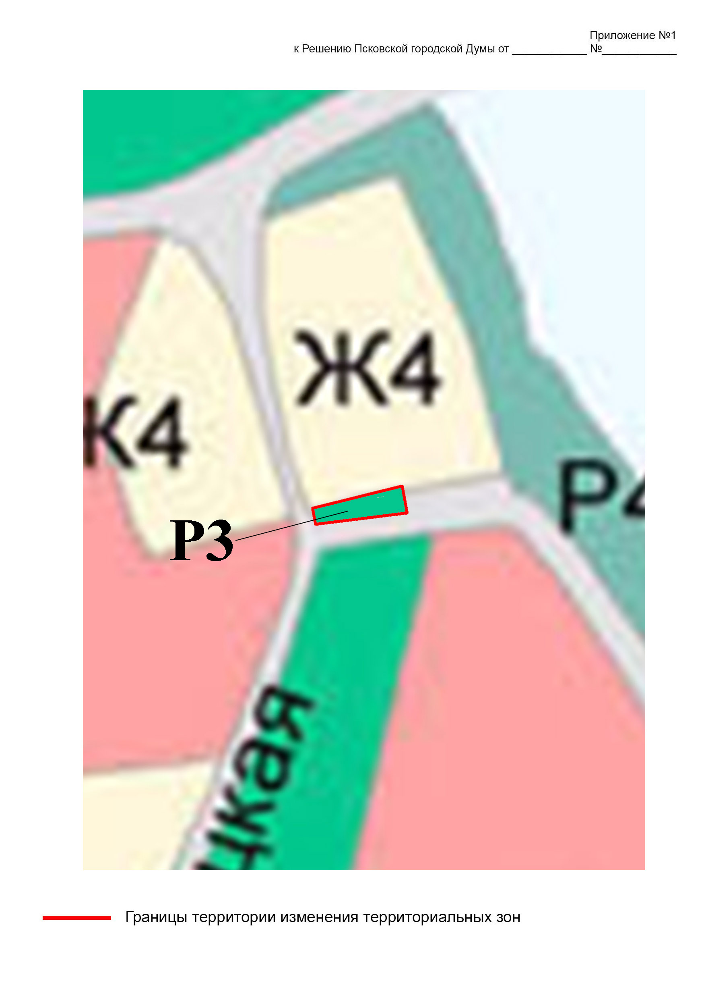 Приложение №1
к Решению Псковской городской Думы от ____________ №____________
Ж4
К4
Р4
Р3
цкая
Границы территории изменения территориальных зон